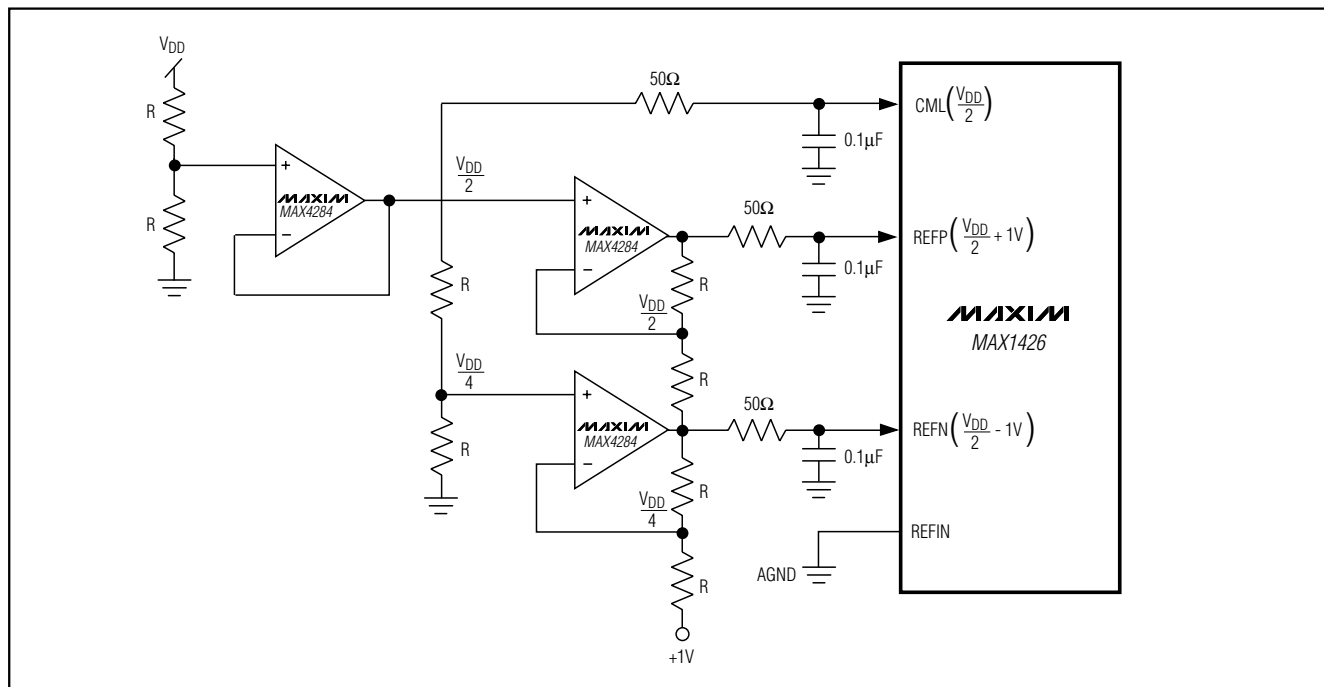 VDD
R
R
+
−
MAXIM
MAX4284
VDD
2
R
VDD
4
R
50Ω
0.1µF
CML(VDD/2)
+
−
MAXIM
MAX4284
50Ω
0.1µF
REFP(VDD/2 + 1V)
R
VDD
2
R
+
−
MAXIM
MAX4284
50Ω
0.1µF
REFN(VDD/2 - 1V)
R
VDD
4
R
+1V
MAXIM
MAX1426
REFIN
AGND